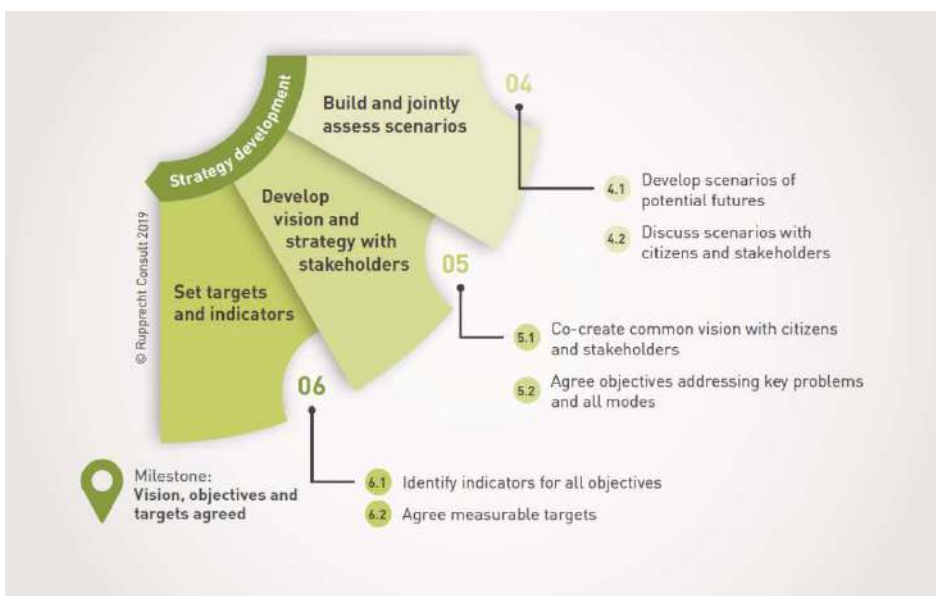 Strategy development
Build and jointly
assess scenarios
04
4.1 Develop scenarios of
potential futures
4.2 Discuss scenarios with
citizens and stakeholders
Develop
vision and
strategy with
stakeholders
05
5.1 Co-create common vision with citizens
and stakeholders
5.2 Agree objectives addressing key problems
and all modes
Set targets
and indicators
06
6.1 Identify indicators for all objectives
6.2 Agree measurable targets
Milestone:
Vision, objectives and
targets agreed
© Rupprecht Consult 2019